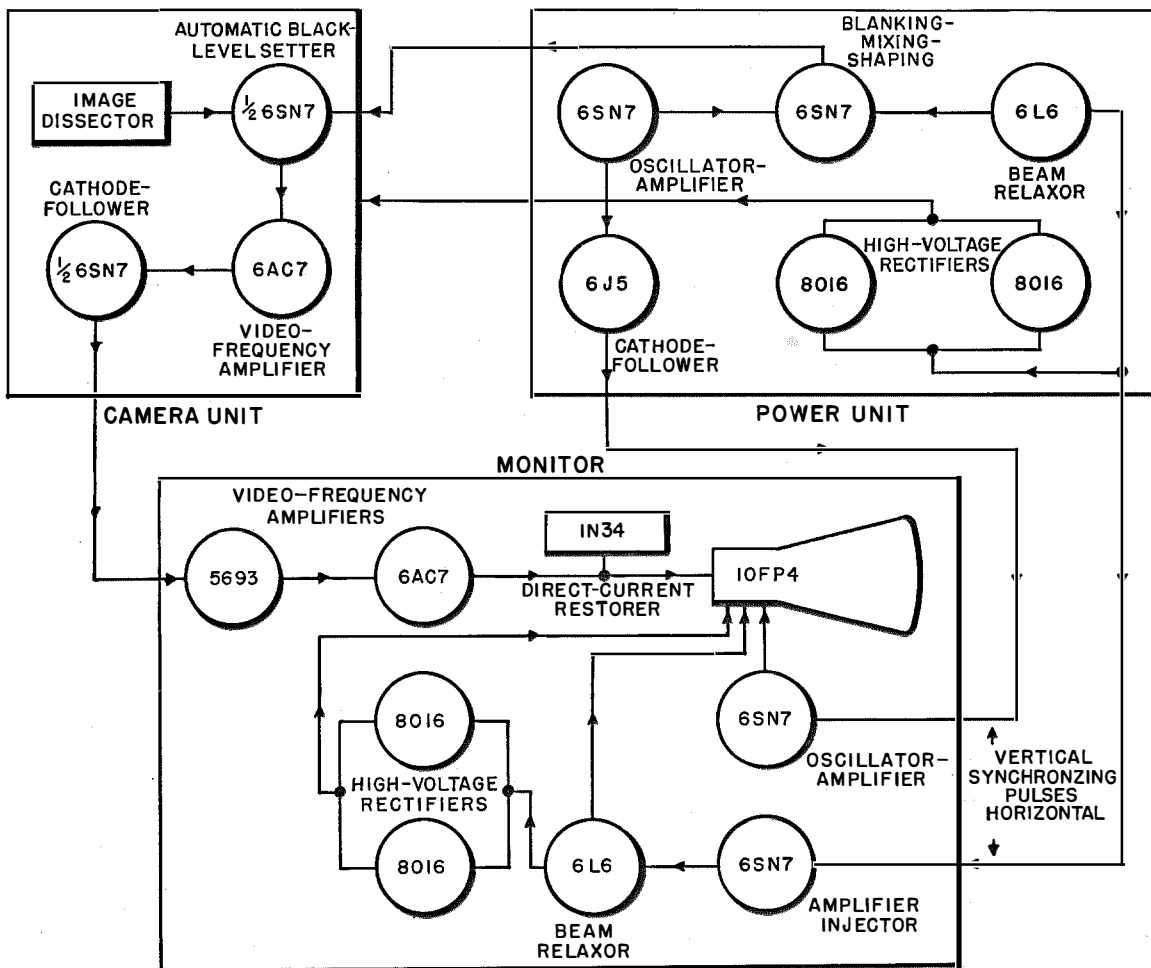 AUTOMATIC BLACK-
LEVEL SETTER
IMAGE
DISSECTOR
½ 6SN7
CATHODE-
FOLLOWER
½ 6SN7
6AC7
VIDEO-
FREQUENCY
AMPLIFIER
CAMERA UNIT
BLANKING-
MIXING-
SHAPING
6SN7
6SN7
6L6
OSCILLATOR-
AMPLIFIER
BEAM
RELAXOR
6J5
HIGH-VOLTAGE
RECTIFIERS
8016
8016
CATHODE-
FOLLOWER
POWER UNIT
MONITOR
VIDEO-FREQUENCY
AMPLIFIERS
5693
6AC7
IN34
DIRECT-CURRENT
RESTORER
10FP4
8016
HIGH-VOLTAGE
RECTIFIERS
8016
6SN7
OSCILLATOR-
AMPLIFIER
VERTICAL
SYNCHRONZING
PULSES
HORIZONTAL
6L6
BEAM
RELAXOR
6SN7
AMPLIFIER
INJECTOR